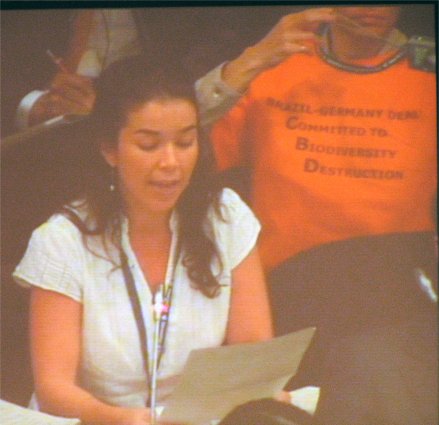 BRAZIL-GERMANY DEAL
COMMITTED TO
BIODIVERSITY
DESTRUCTION